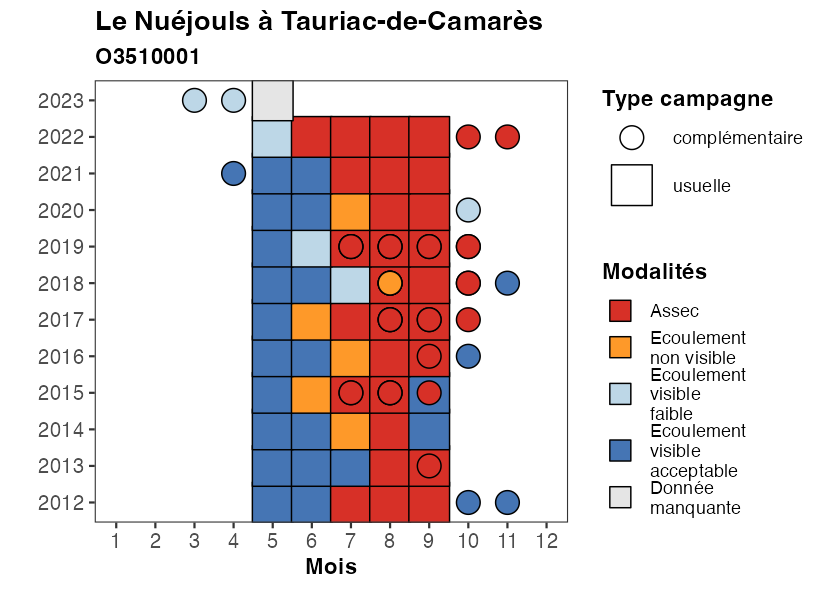 Le Nuéjouls à Tauriac-de-Camarès
O3510001
2023
2022
2021
2020
2019
2018
2017
2016
2015
2014
2013
2012
1 2 3 4 5 6 7 8 9 10 11 12
Mois
Type campagne
complémentaire
usuelle
Modalités
Assec
Ecoulement
non visible
Ecoulement
visible
faible
Ecoulement
visible
acceptable
Donnée
manquante